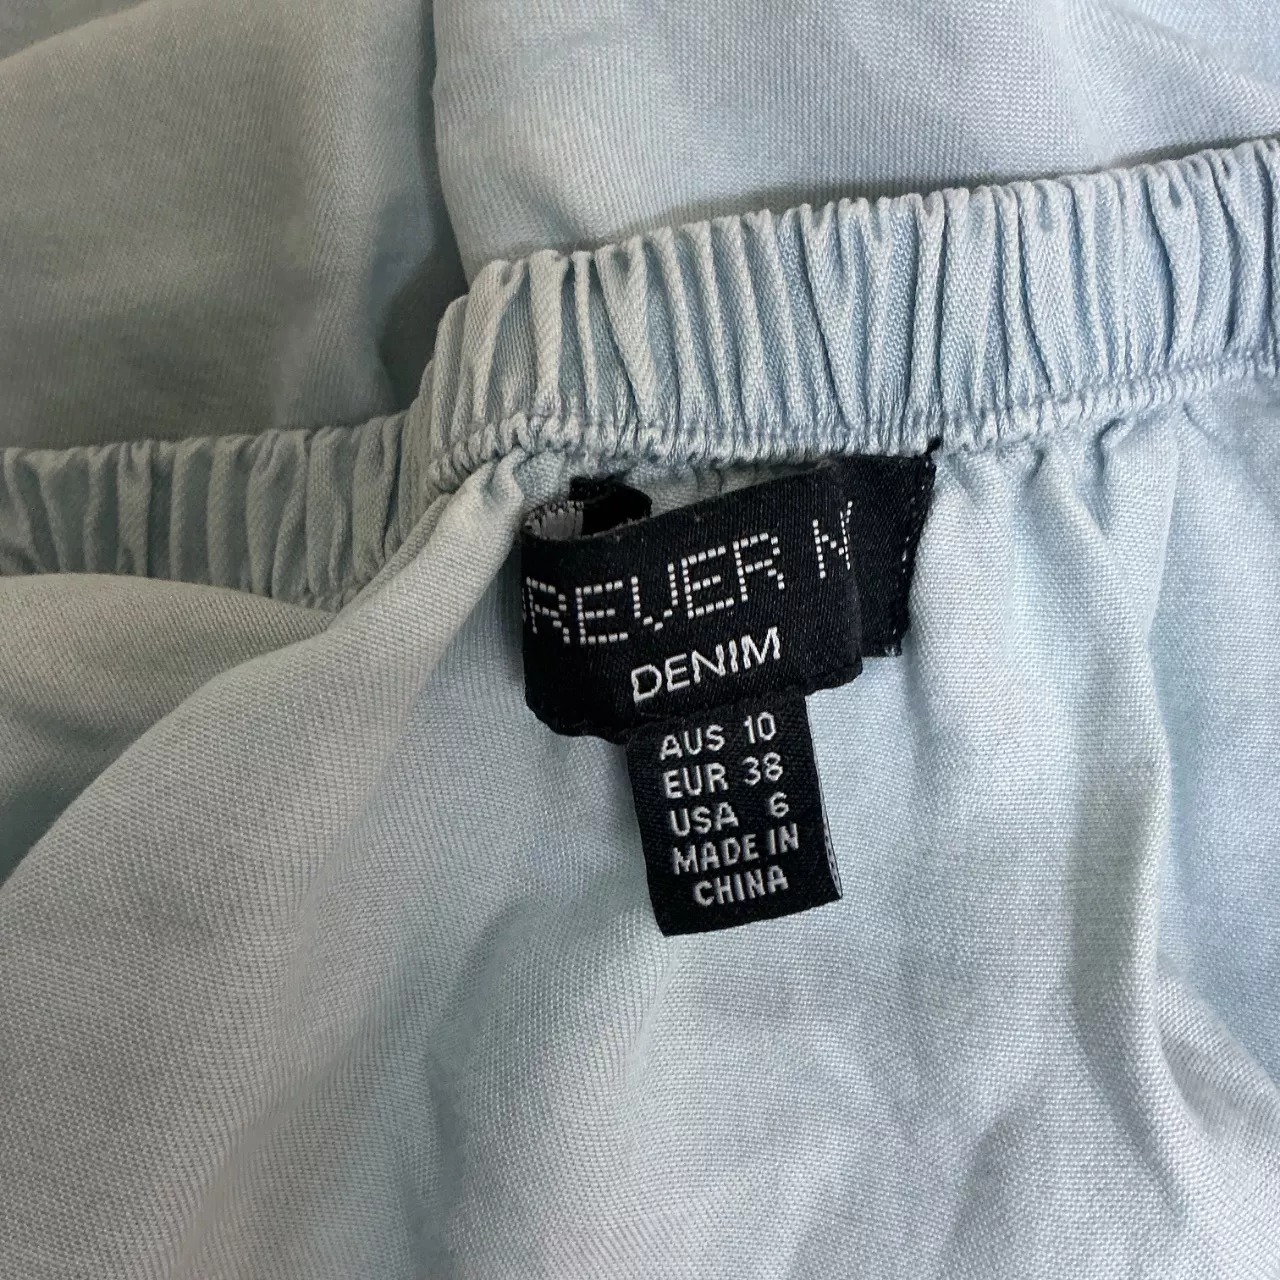 REVER N
DENIM
AUS 10
EUR 38
USA 6
MADE IN
CHINA